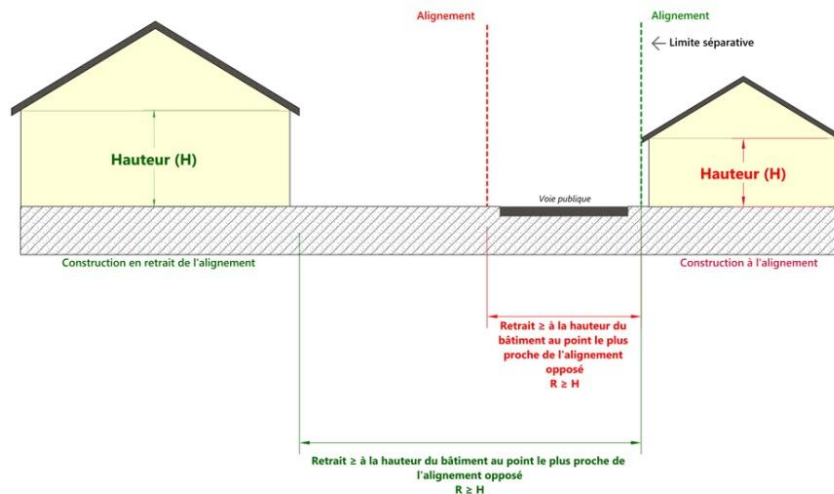 Alignement
Alignement
Limite séparative
Hauteur (H)
Hauteur (H)
Voie publique
Construction en retrait de l'alignement
Construction à l'alignement
Retrait ≥ à la hauteur du
bâtiment au point le plus
proche de l'alignement
opposé
R ≥ H
Retrait ≥ à la hauteur du bâtiment au point le plus proche de
l'alignement opposé
R ≥ H